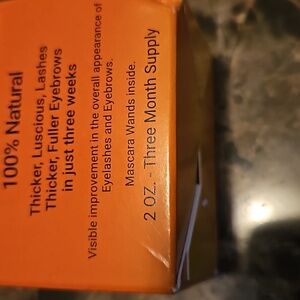 100% Natural
Thicker, Luscious, Lashes
Thicker, Fuller Eyebrows
in just three weeks
Visible improvement in the overall appearance of
Eyelashes and Eyebrows.
Mascara Wands inside.
2 OZ. - Three Month Supply